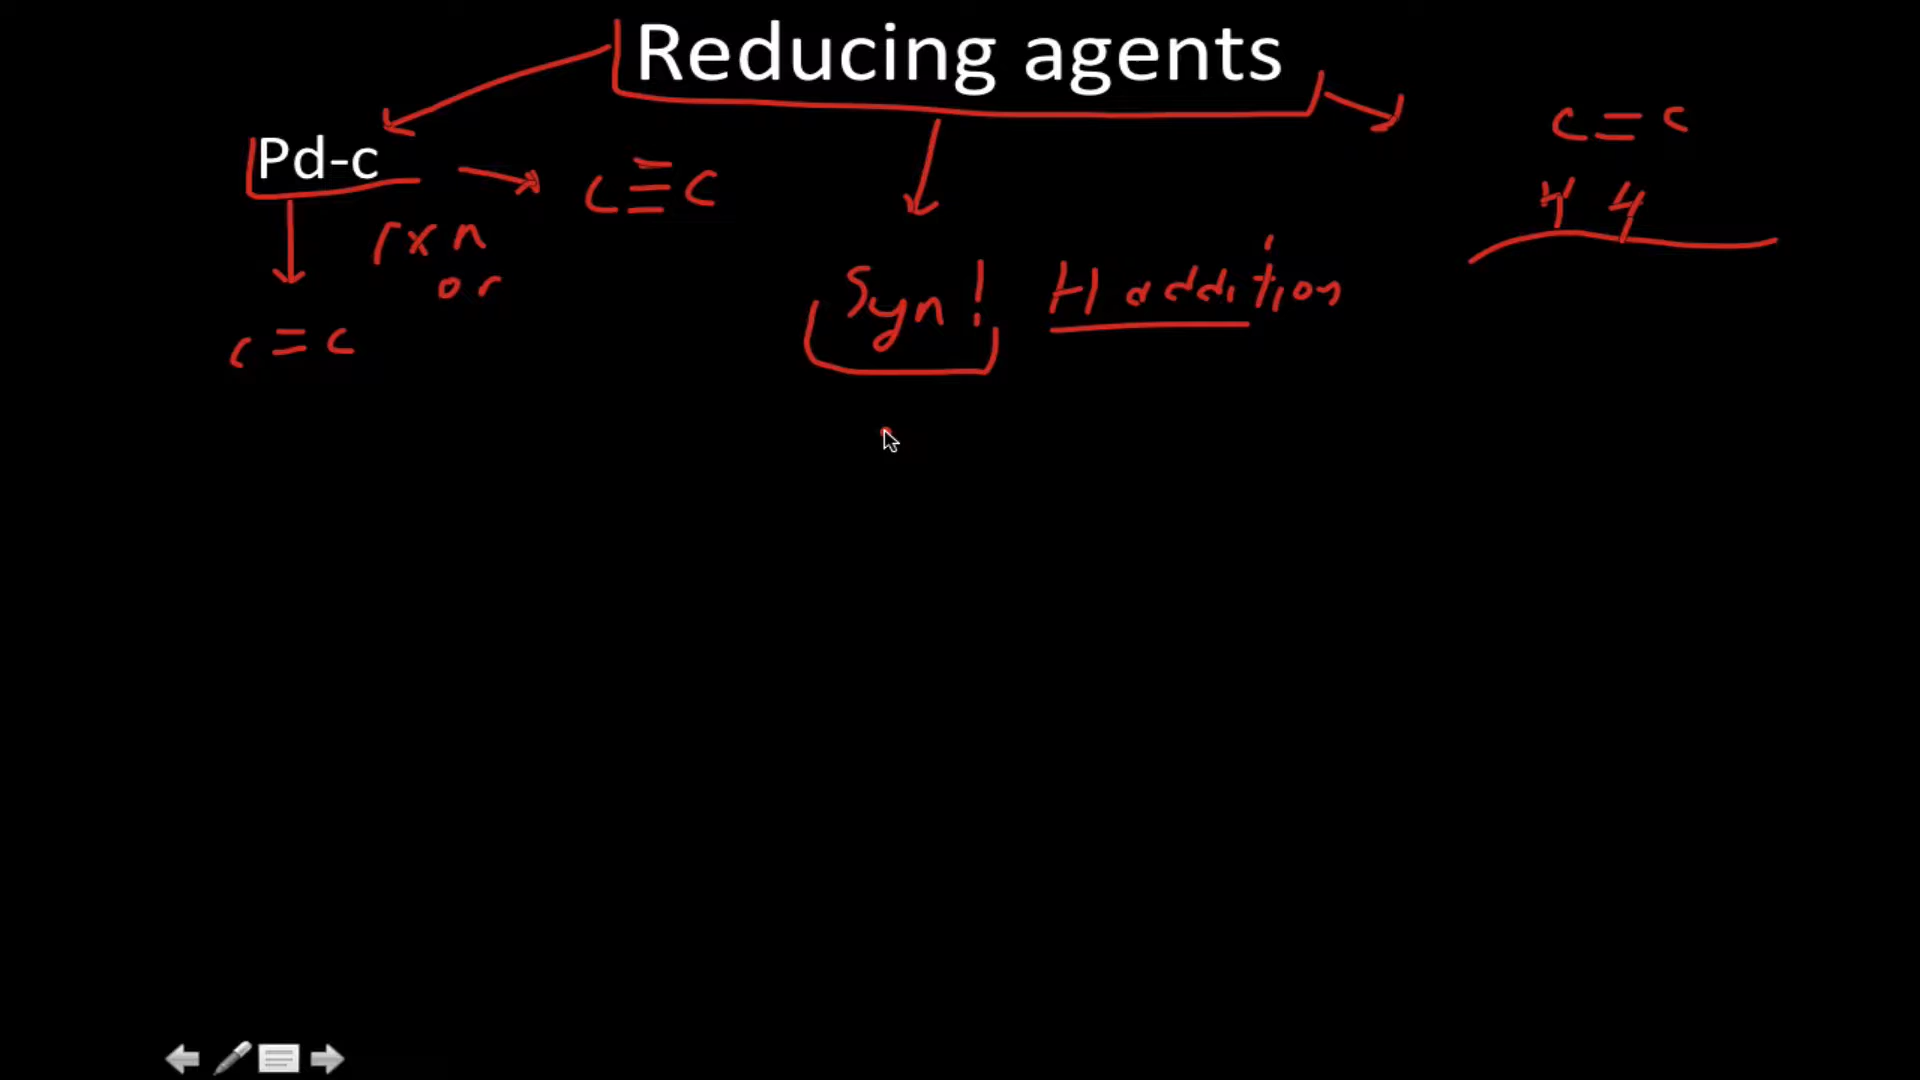 Reducing agents
Pd-c
c≡c
rxn
or
c=c
Syn! H addition
c=c
H H